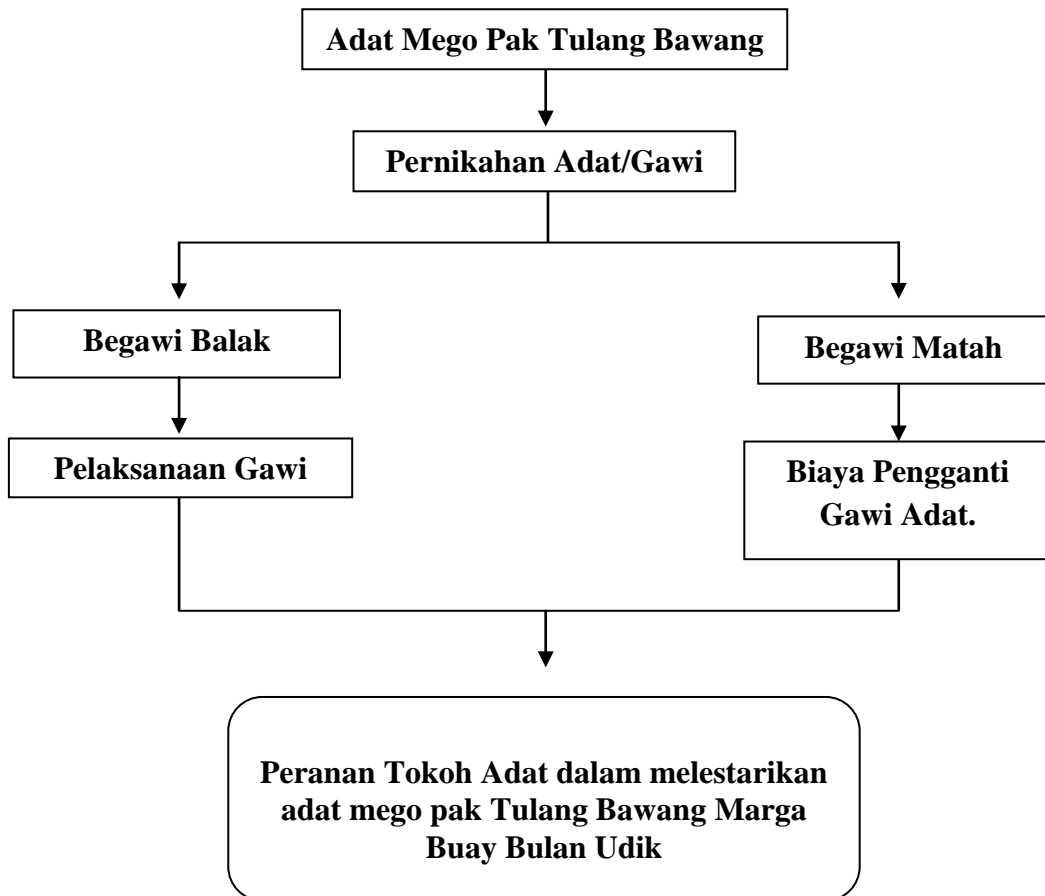 Adat Mego Pak Tulang Bawang
Pernikahan Adat/Gawi
Begawi Balak
Begawi Matah
Pelaksanaan Gawi
Biaya Pengganti
Gawi Adat.
Peranan Tokoh Adat dalam melestarikan
adat mego pak Tulang Bawang Marga
Buay Bulan Udik